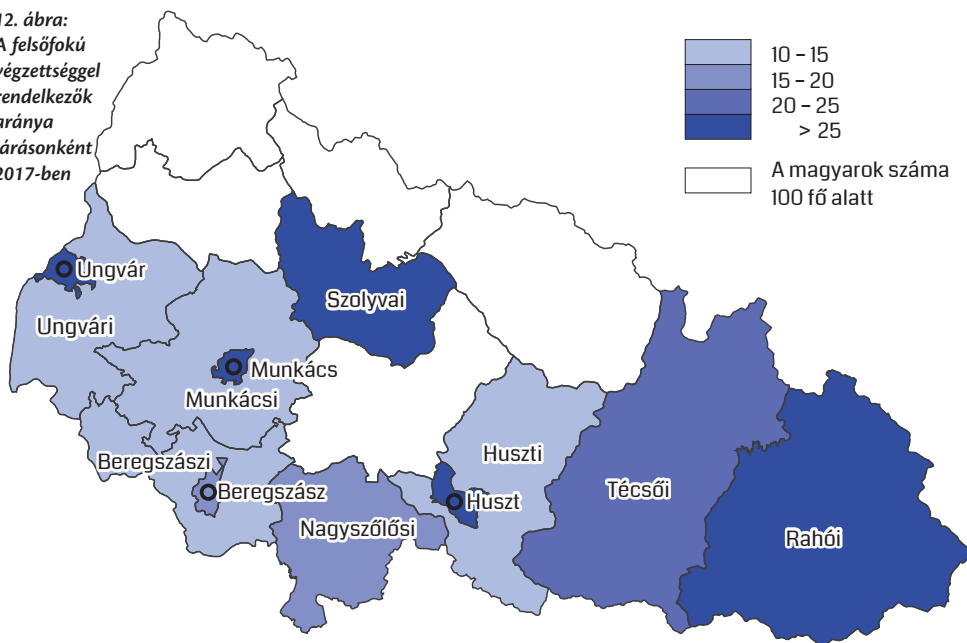 12. ábra:
A felsőfokú
végzettséggel
rendelkezők
aránya
járásonként
2017-ben
10 – 15
15 – 20
20 – 25
> 25
A magyarok száma
100 fő alatt
Ungvár
Ungvári
Szolyvai
Munkács
Munkácsi
Beregszászi
Beregszász
Nagyszőlősi
Huszti
Huszt
Técsői
Rahói